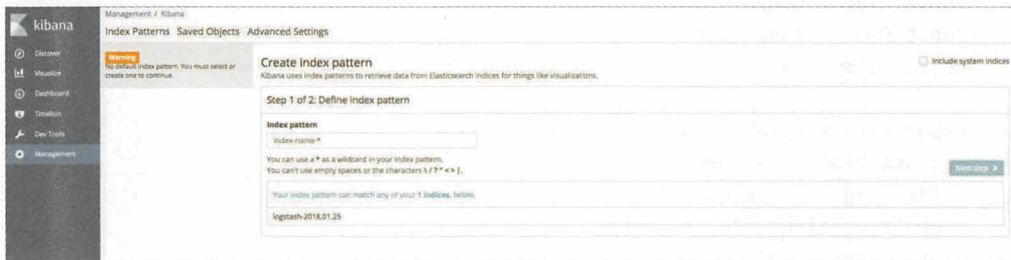 Management / Kibana
kibana
Index Patterns Saved Objects Advanced Settings
Discover
Visualize
Dashboard
Timelion
Dev Tools
Management
Warning
No default index pattern. You must select or
create one to continue.
Create index pattern
Kibana uses index patterns to retrieve data from Elasticsearch indices for things like visualizations.
Include system indices
Step 1 of 2: Define index pattern
Index pattern
index-name-*
You can use a * as a wildcard in your index pattern.
You can't use empty spaces or the characters \ / ? " < > |.
Next step >
Your index pattern can match any of your 1 indices, below.
logstash-2018.01.25